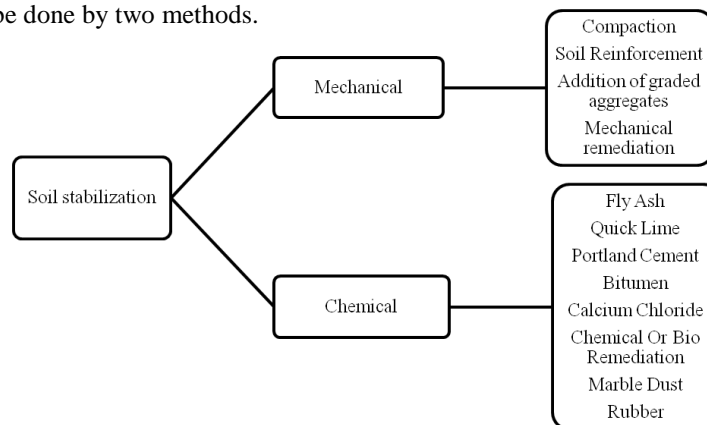 be done by two methods.
Soil stabilization
Mechanical
Compaction
Soil Reinforcement
Addition of graded
aggregates
Mechanical
remediation
Chemical
Fly Ash
Quick Lime
Portland Cement
Bitumen
Calcium Chloride
Chemical Or Bio
Remediation
Marble Dust
Rubber